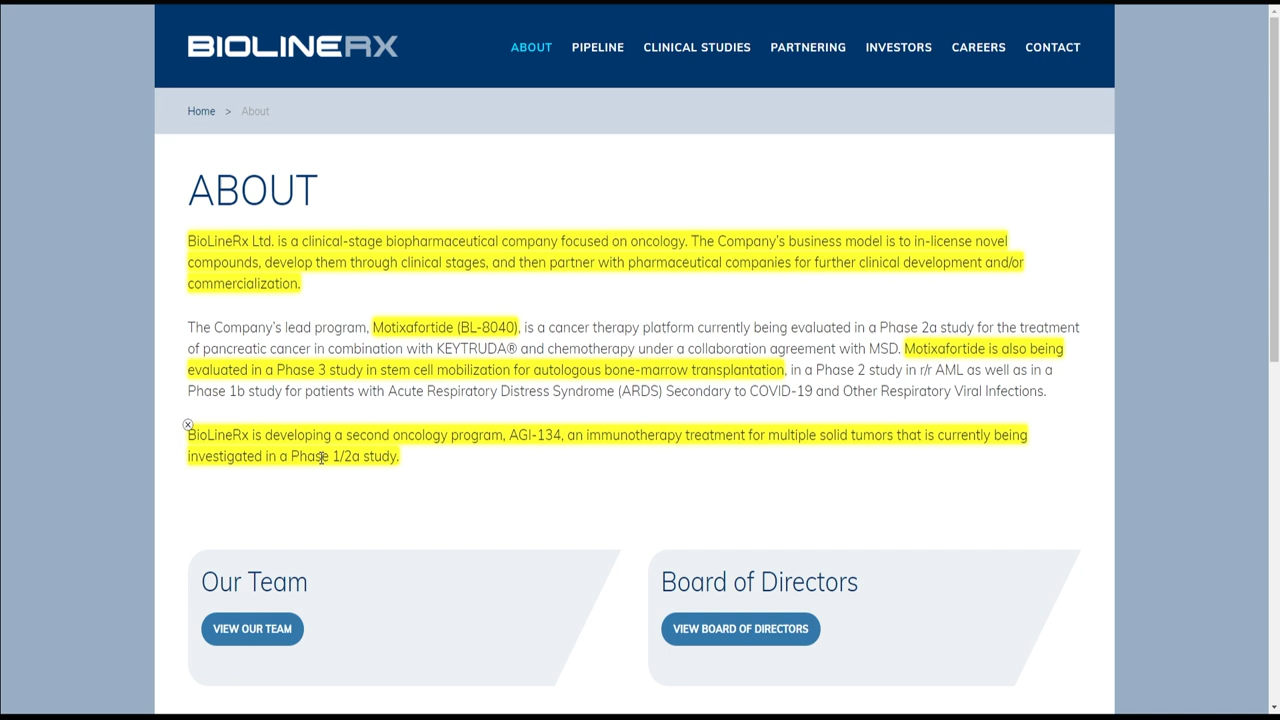 BIOLINERX
ABOUT PIPELINE CLINICAL STUDIES PARTNERING INVESTORS CAREERS CONTACT
Home > About
ABOUT
BioLineRx Ltd. is a clinical-stage biopharmaceutical company focused on oncology. The Company's business model is to in-license novel
compounds, develop them through clinical stages, and then partner with pharmaceutical companies for further clinical development and/or
commercialization.
The Company's lead program, Motixafortide (BL-8040), is a cancer therapy platform currently being evaluated in a Phase 2a study for the treatment
of pancreatic cancer in combination with KEYTRUDA® and chemotherapy under a collaboration agreement with MSD. Motixafortide is also being
evaluated in a Phase 3 study in stem cell mobilization for autologous bone-marrow transplantation, in a Phase 2 study in r/r AML as well as in a
Phase 1b study for patients with Acute Respiratory Distress Syndrome (ARDS) Secondary to COVID-19 and Other Respiratory Viral Infections.
BioLineRx is developing a second oncology program, AGI-134, an immunotherapy treatment for multiple solid tumors that is currently being
investigated in a Phase 1/2a study.
Our Team
VIEW OUR TEAM
Board of Directors
VIEW BOARD OF DIRECTORS